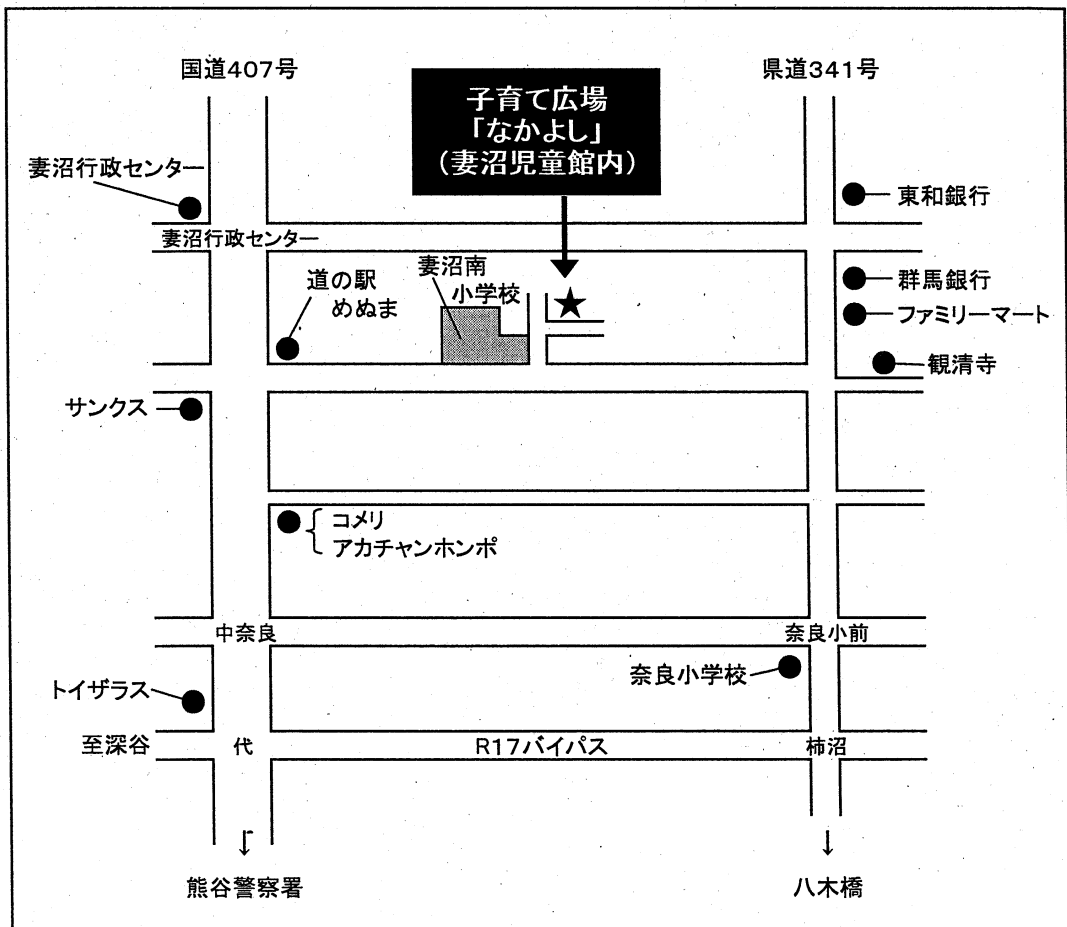 国道407号
県道341号
子育て広場
「なかよし」
(妻沼児童館内)
妻沼行政センター
東和銀行
妻沼行政センター
妻沼南
小学校
道の駅
めぬま
群馬銀行
ファミリーマート
観清寺
サンクス
コメリ
アカチャンホンポ
中奈良
奈良小前
奈良小学校
トイザラス
至深谷
代
R17バイパス
柿沼
熊谷警察署
八木橋